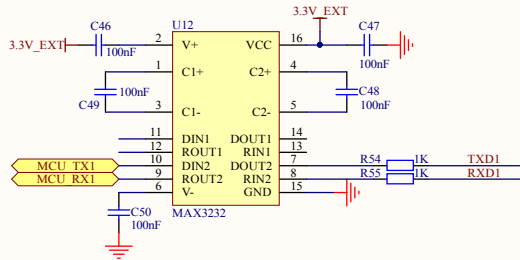 3.3V_EXT
C46
U12
C47
3.3V_EXT
100nF
2
V+
VCC
16
100nF
1
C1+
C2+
4
100nF
C49
C48
100nF
3
C1-
C2-
5
11
DIN1
DOUT1
14
12
ROUT1
RIN1
13
MCU_TX1
10
DIN2
DOUT2
7
R54
1K
TXD1
MCU_RX1
9
ROUT2
RIN2
8
R55
1K
RXD1
6
V-
GND
15
C50
100nF
MAX3232